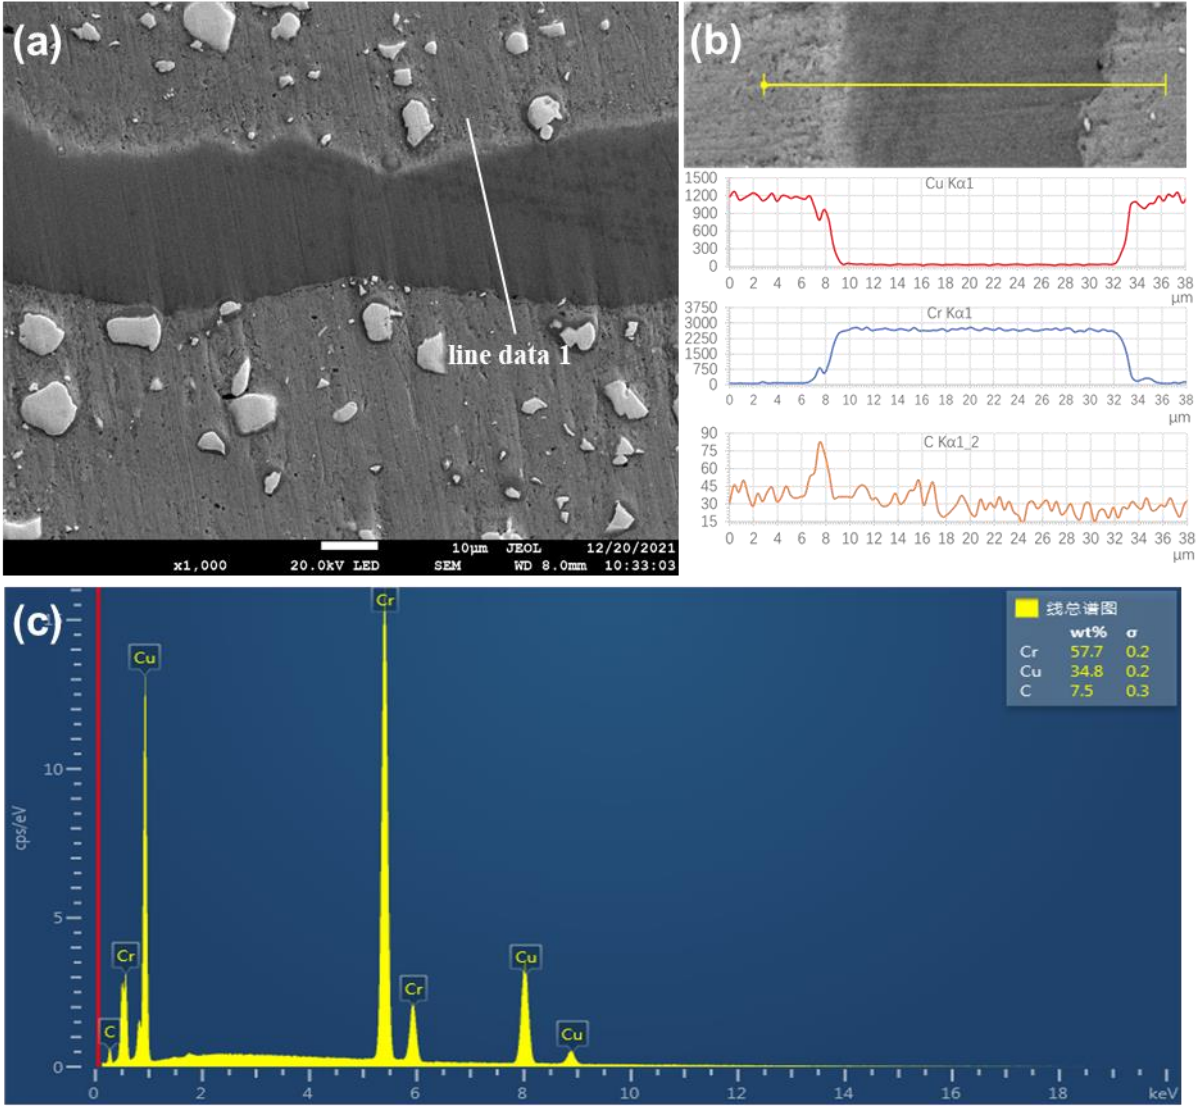 (a)
line data 1
10μm JEOL 12/20/2021
x1,000 20.0kV LED SEM WD 8.0mm 10:33:03
(b)
Cu Kα1
1500
1200
900
600
300
0
0 2 4 6 8 10 12 14 16 18 20 22 24 26 28 30 32 34 36 38
μm
Cr Kα1
3750
3000
2250
1500
750
0
0 2 4 6 8 10 12 14 16 18 20 22 24 26 28 30 32 34 36 38
μm
C Kα1_2
90
75
60
45
30
15
0 2 4 6 8 10 12 14 16 18 20 22 24 26 28 30 32 34 36 38
μm
(c)
线总谱图
wt% σ
Cr 57.7 0.2
Cu 34.8 0.2
C 7.5 0.3
Cr
Cu
10
cps/eV
5
Cr
Cu
Cr
C
Cu
0
0 2 4 6 8 10 12 14 16 18 keV